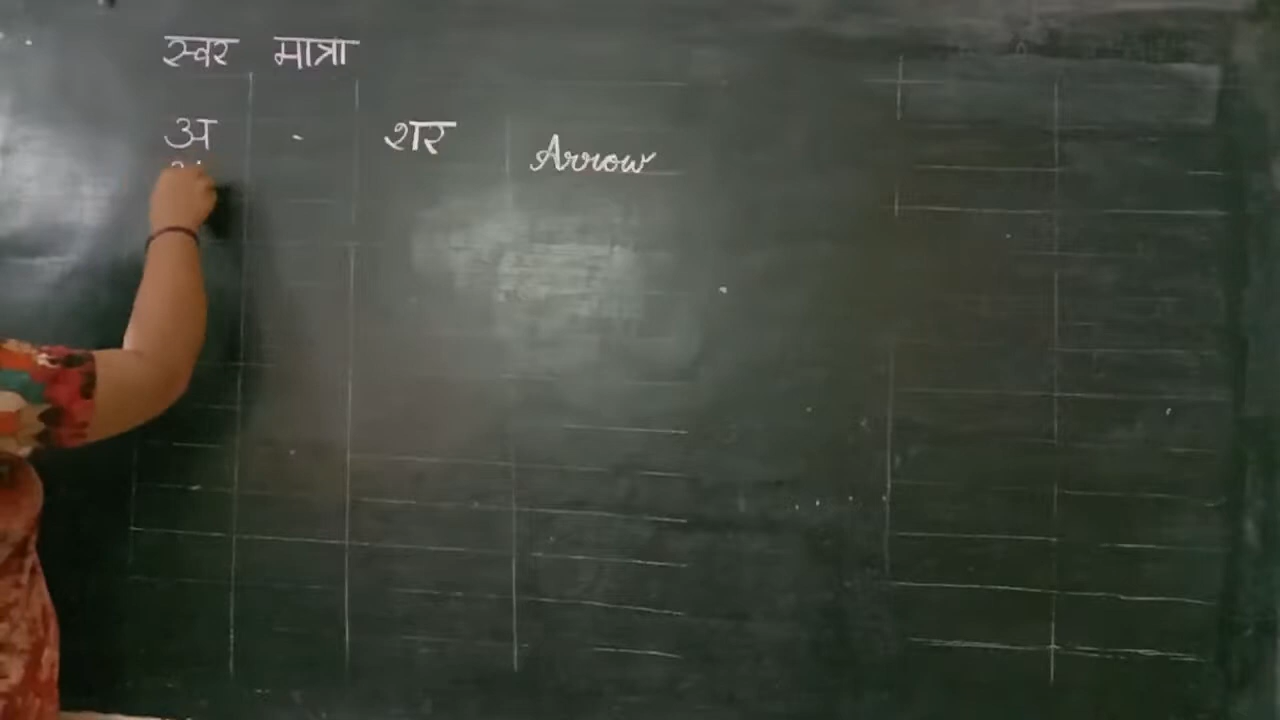 स्वर मात्रा
अ - शर Arrow